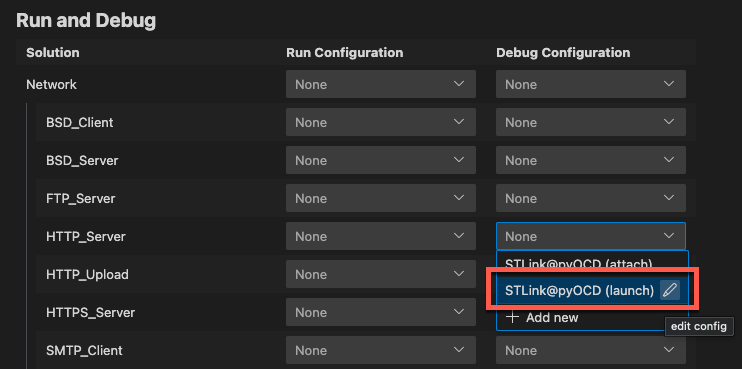 Run and Debug
Solution Run Configuration Debug Configuration
Network None None
BSD_Client None None
BSD_Server None None
FTP_Server None None
HTTP_Server None None
STLink@pyOCD (attach)
HTTP_Upload None
STLink@pyOCD (launch)
HTTPS_Server None
+ Add new
edit config
SMTP_Client None None